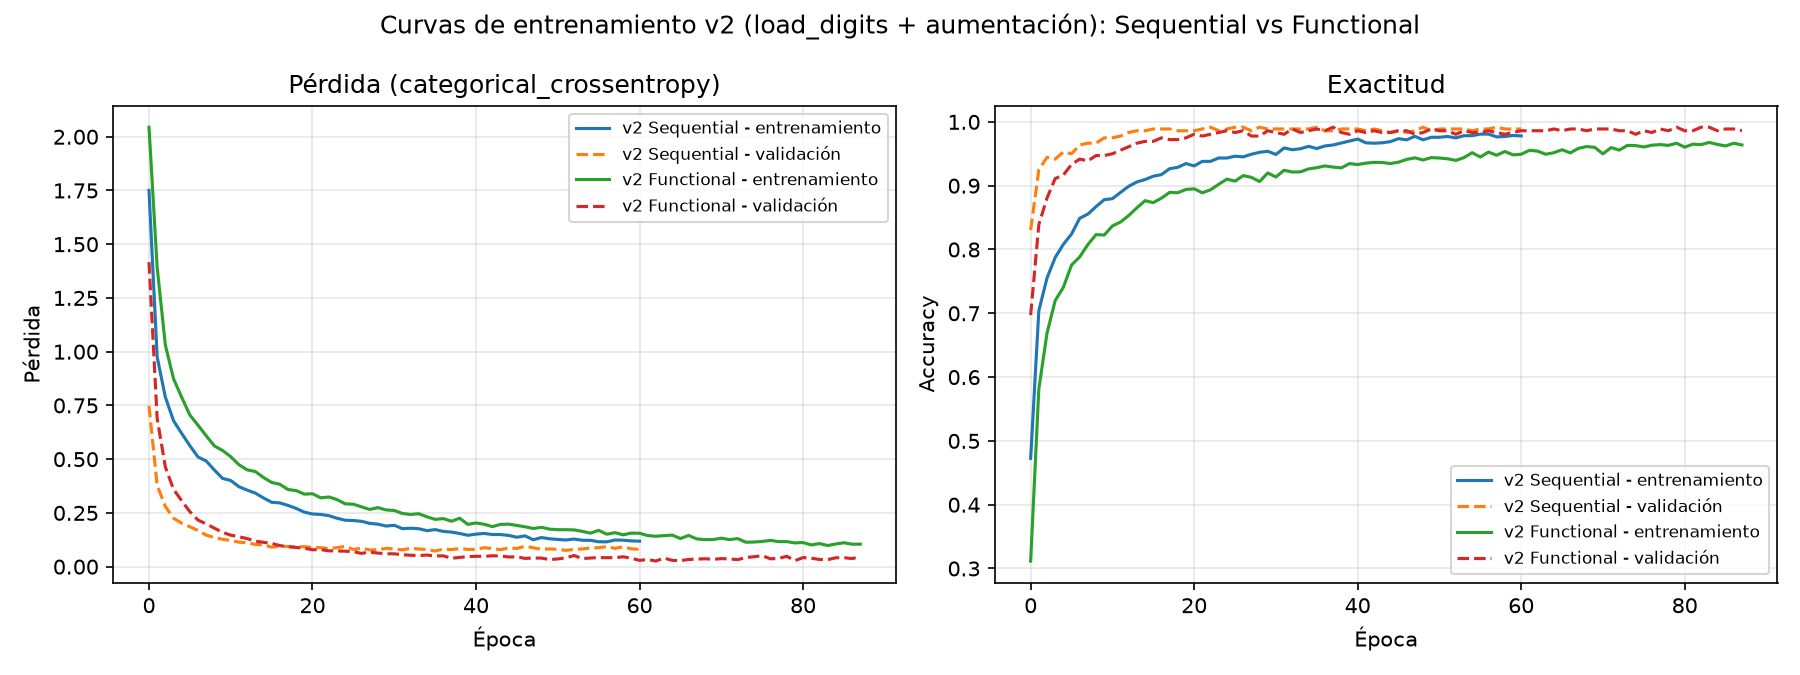 Curvas de entrenamiento v2 (load_digits + aumentación): Sequential vs Functional
Pérdida (categorical_crossentropy)
Pérdida
2.00
1.75
1.50
1.25
1.00
0.75
0.50
0.25
0.00
v2 Sequential - entrenamiento
v2 Sequential - validación
v2 Functional - entrenamiento
v2 Functional - validación
0 20 40 60 80
Época
Exactitud
Accuracy
1.0
0.9
0.8
0.7
0.6
0.5
0.4
0.3
v2 Sequential - entrenamiento
v2 Sequential - validación
v2 Functional - entrenamiento
v2 Functional - validación
0 20 40 60 80
Época